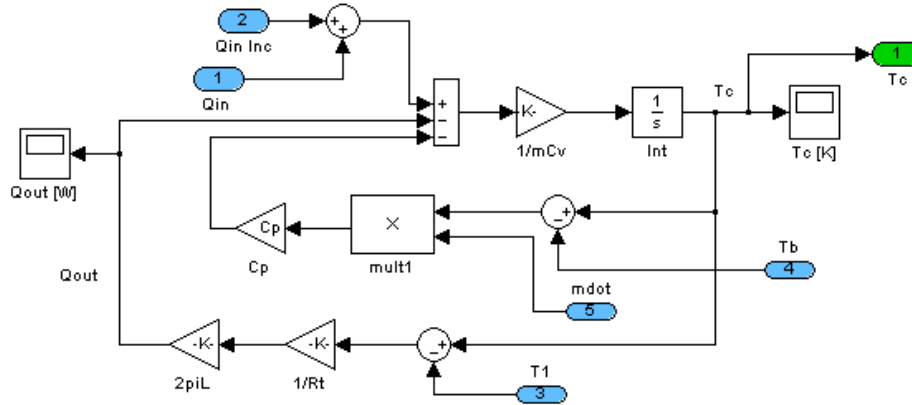 2
Qin Inc
+
+
1
Qin
+
−
−
-K-
1/mCv
1
s
Int
Tc
1
Tc
Tc [K]
Qout [W]
Cp
Cp
×
mult1
−
+
Tb
4
mdot
5
Qout
-K-
2piL
-K-
1/Rt
−
+
T1
3